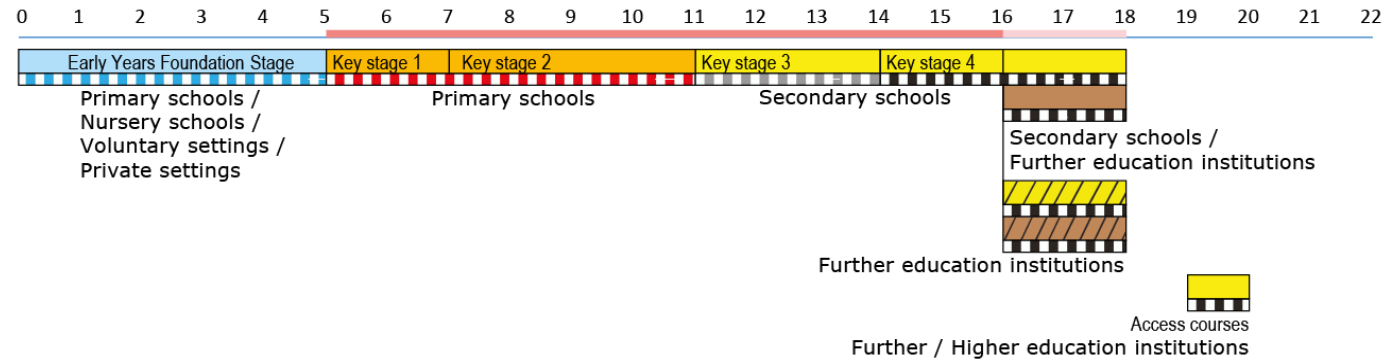 0 1 2 3 4 5 6 7 8 9 10 11 12 13 14 15 16 17 18 19 20 21 22
Early Years Foundation Stage Key stage 1 Key stage 2 Key stage 3 Key stage 4
Primary schools / Primary schools Secondary schools
Nursery schools /
Voluntary settings /
Private settings
Secondary schools /
Further education institutions
Further education institutions
Access courses
Further / Higher education institutions